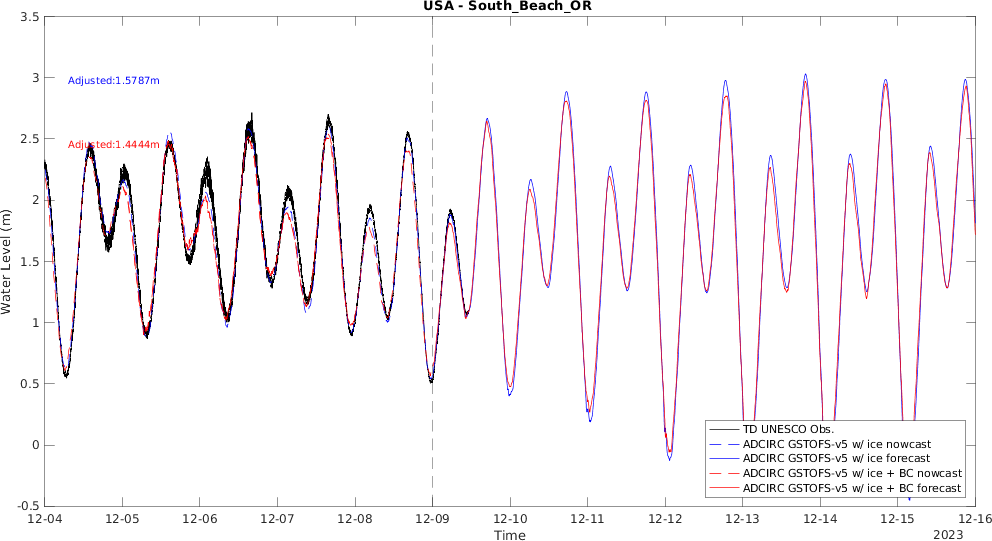 USA - South_Beach_OR
3.5
3
2.5
2
1.5
1
0.5
0
-0.5
Water Level (m)
Adjusted:1.5787m
Adjusted:1.4444m
TD UNESCO Obs.
ADCIRC GSTOFS-v5 w/ ice nowcast
ADCIRC GSTOFS-v5 w/ ice forecast
ADCIRC GSTOFS-v5 w/ ice + BC nowcast
ADCIRC GSTOFS-v5 w/ ice + BC forecast
12-04 12-05 12-06 12-07 12-08 12-09 12-10 12-11 12-12 12-13 12-14 12-15 12-16
Time
2023